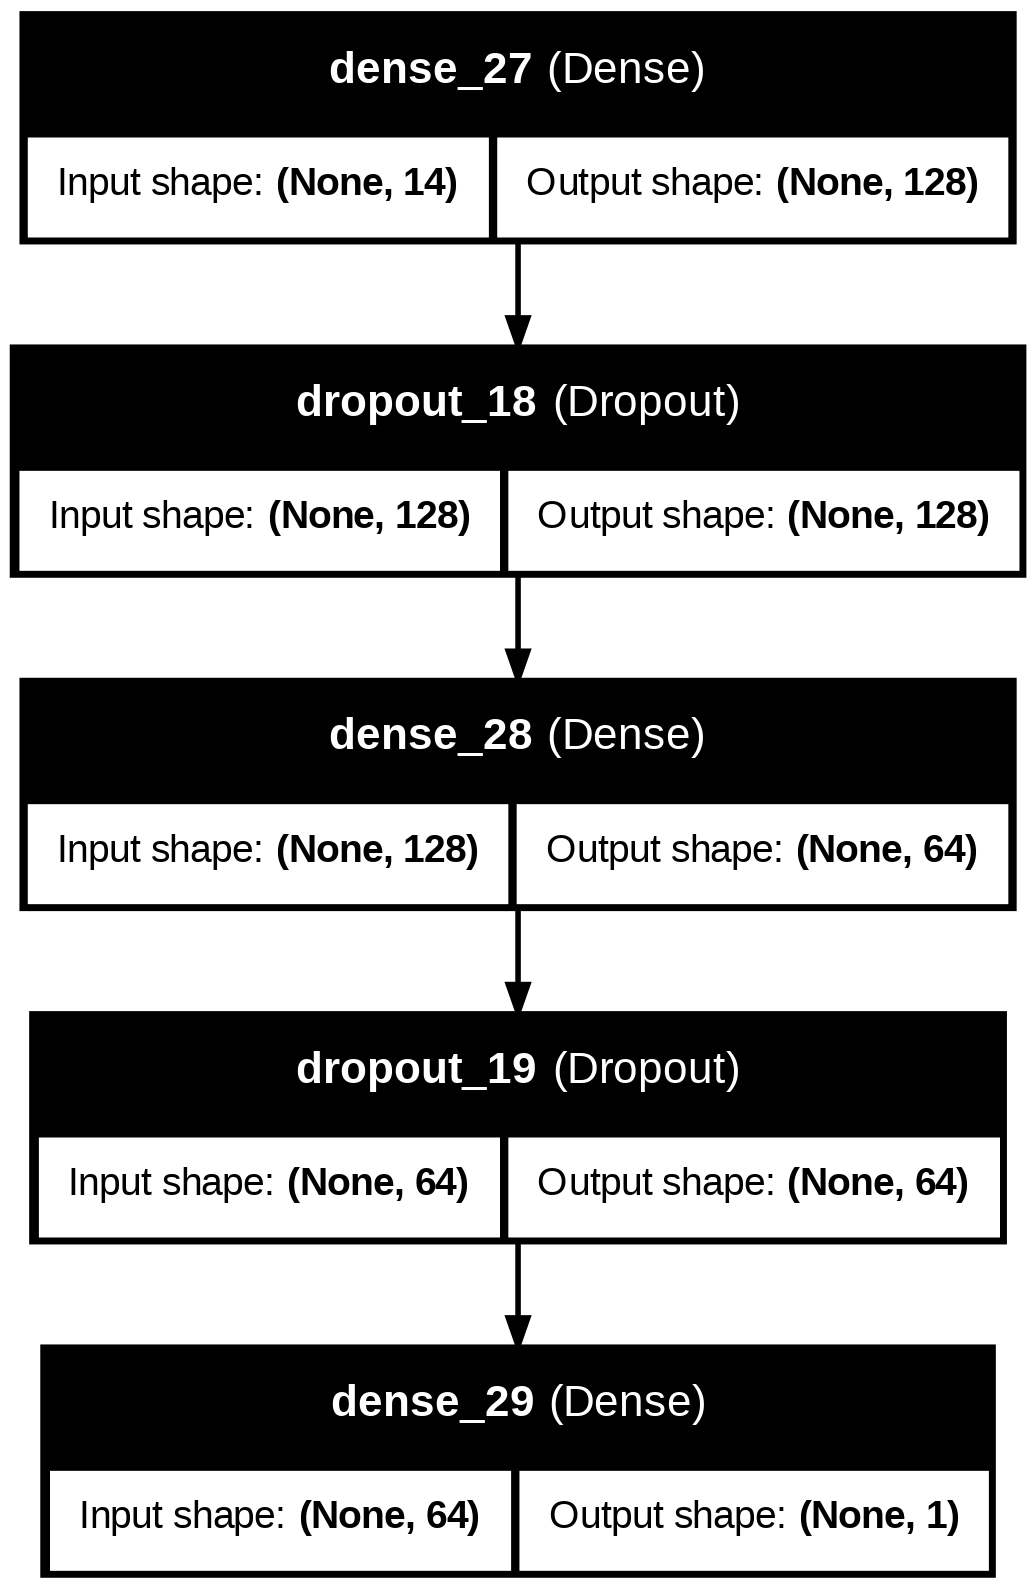 dense_27 (Dense)
Input shape: (None, 14) Output shape: (None, 128)
dropout_18 (Dropout)
Input shape: (None, 128) Output shape: (None, 128)
dense_28 (Dense)
Input shape: (None, 128) Output shape: (None, 64)
dropout_19 (Dropout)
Input shape: (None, 64) Output shape: (None, 64)
dense_29 (Dense)
Input shape: (None, 64) Output shape: (None, 1)